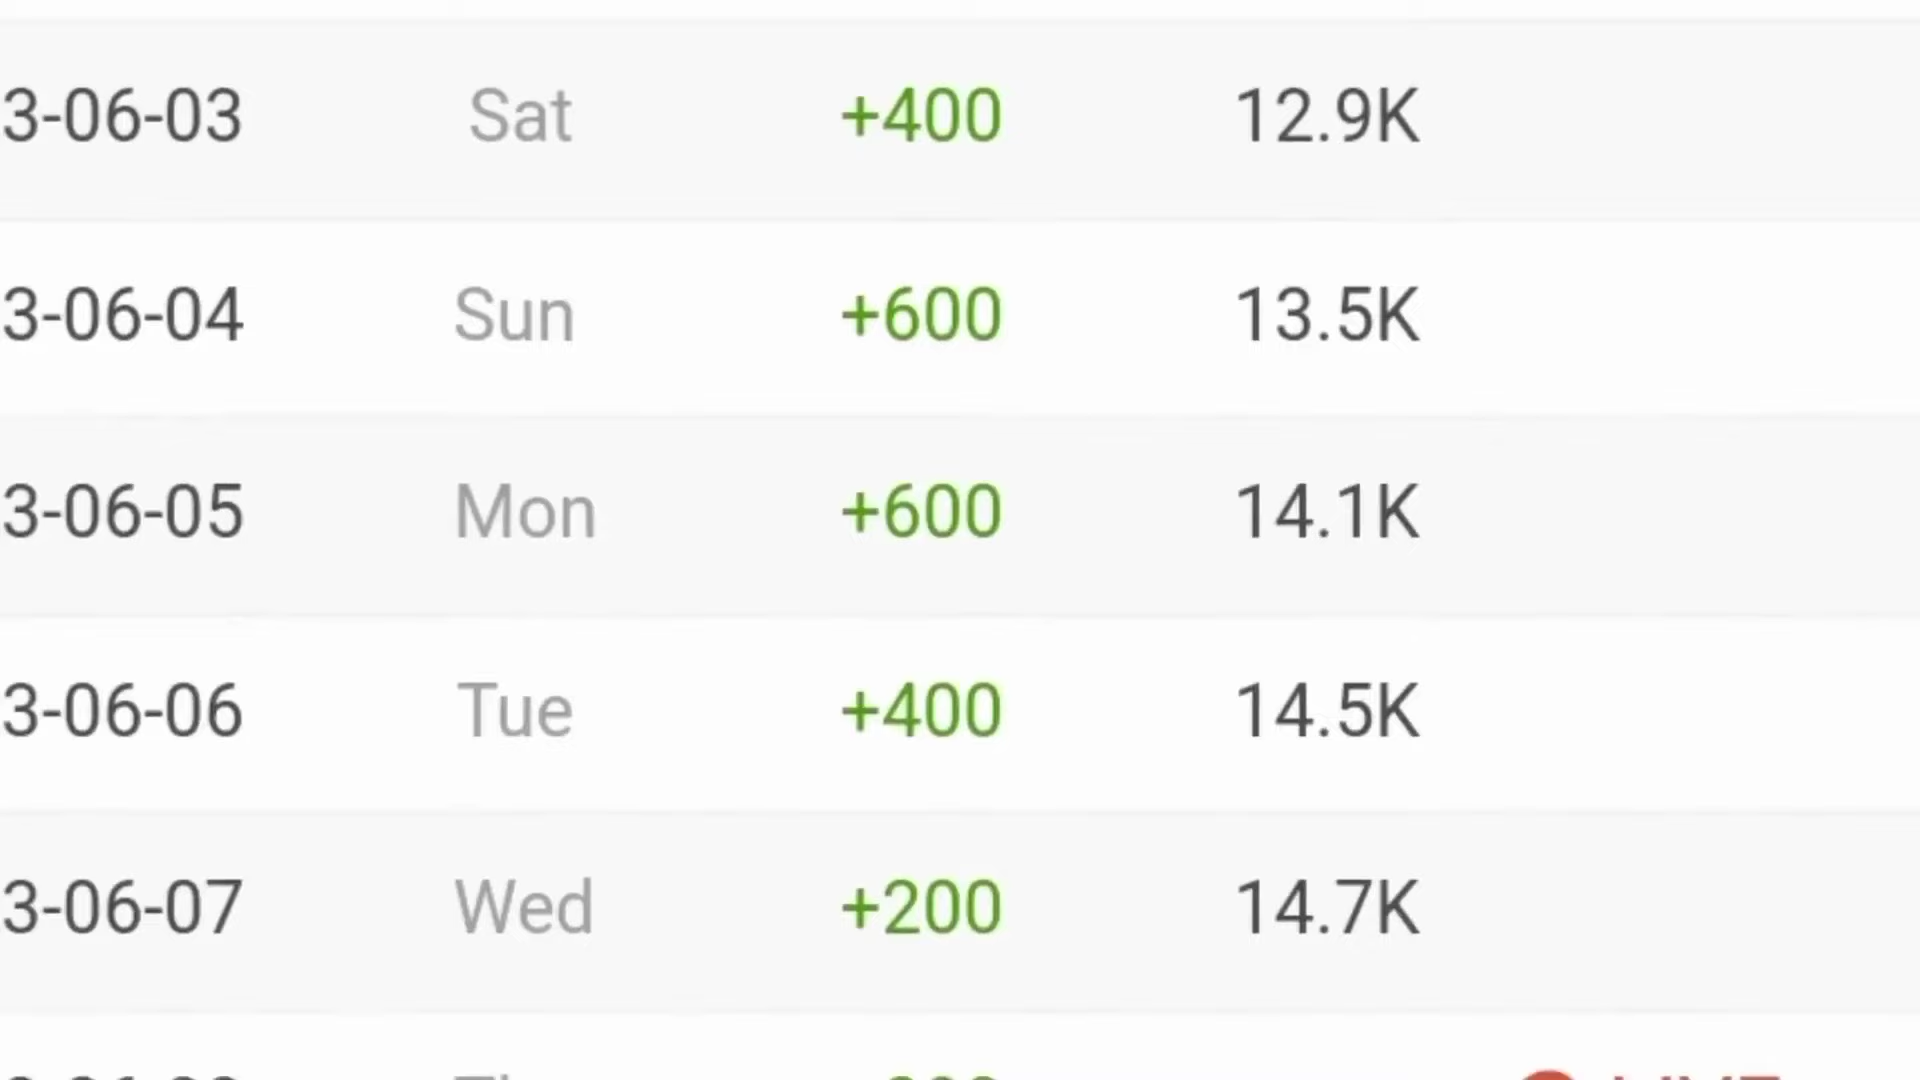 3-06-03 Sat +400 12.9K
3-06-04 Sun +600 13.5K
3-06-05 Mon +600 14.1K
3-06-06 Tue +400 14.5K
3-06-07 Wed +200 14.7K